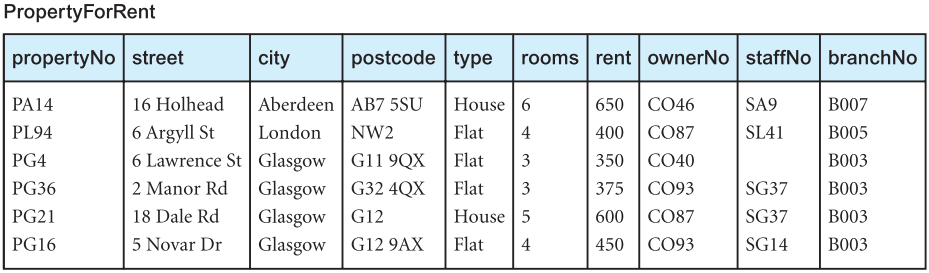 PropertyForRent
propertyNo street city postcode type rooms rent ownerNo staffNo branchNo
PA14 16 Holhead Aberdeen AB7 5SU House 6 650 CO46 SA9 B007
PL94 6 Argyll St London NW2 Flat 4 400 CO87 SL41 B005
PG4 6 Lawrence St Glasgow G11 9QX Flat 3 350 CO40 B003
PG36 2 Manor Rd Glasgow G32 4QX Flat 3 375 CO93 SG37 B003
PG21 18 Dale Rd Glasgow G12 House 5 600 CO87 SG37 B003
PG16 5 Novar Dr Glasgow G12 9AX Flat 4 450 CO93 SG14 B003